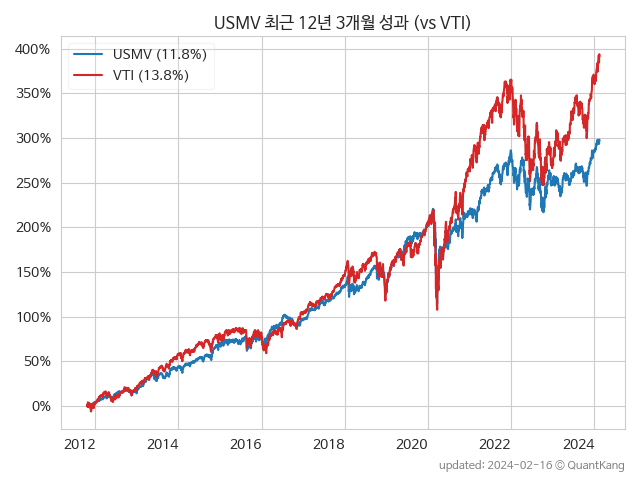 USMV 최근 12년 3개월 성과 (vs VTI)
USMV (11.8%)
VTI (13.8%)
400%
350%
300%
250%
200%
150%
100%
50%
0%
2012 2014 2016 2018 2020 2022 2024
updated: 2024-02-16 © QuantKang